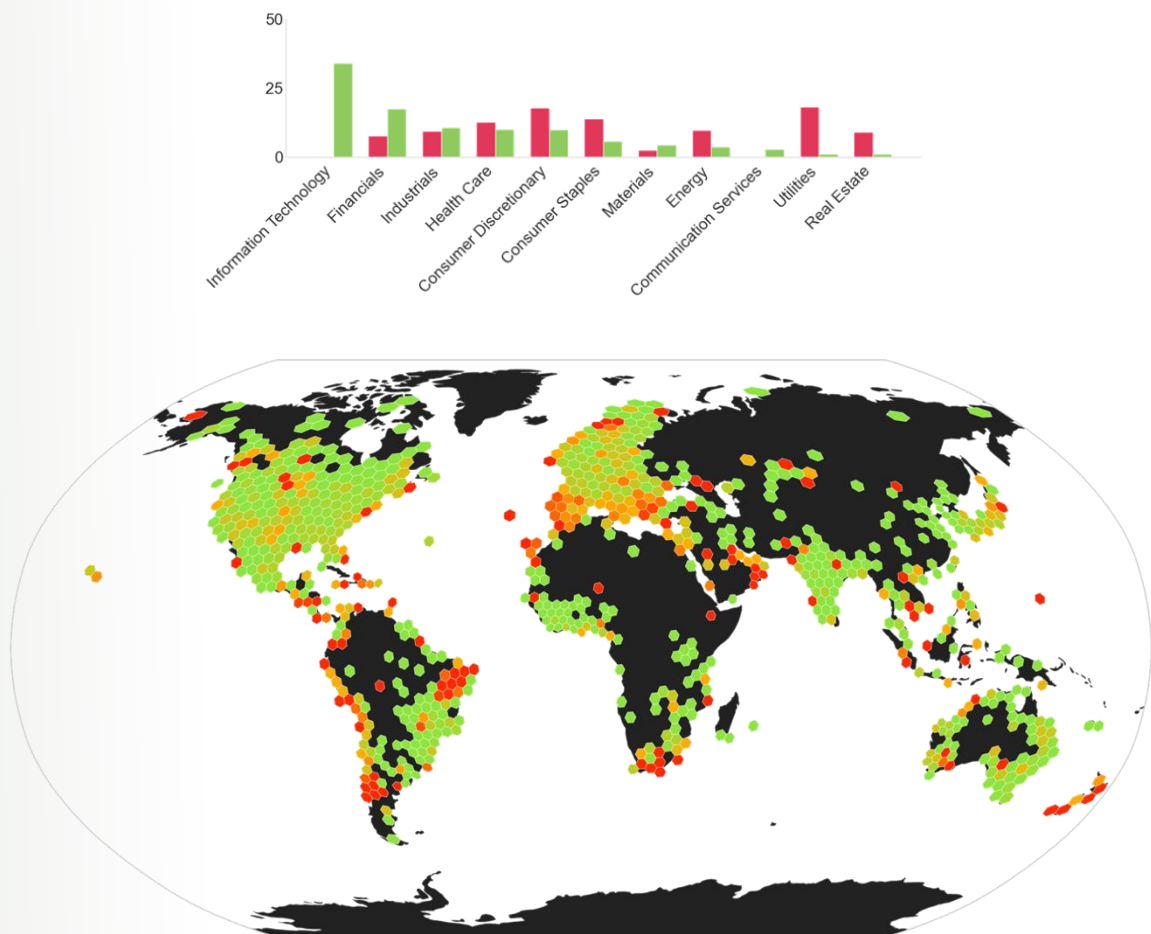 50
25
0
Information Technology
Financials
Industrials
Health Care
Consumer Discretionary
Consumer Staples
Materials
Energy
Communication Services
Utilities
Real Estate